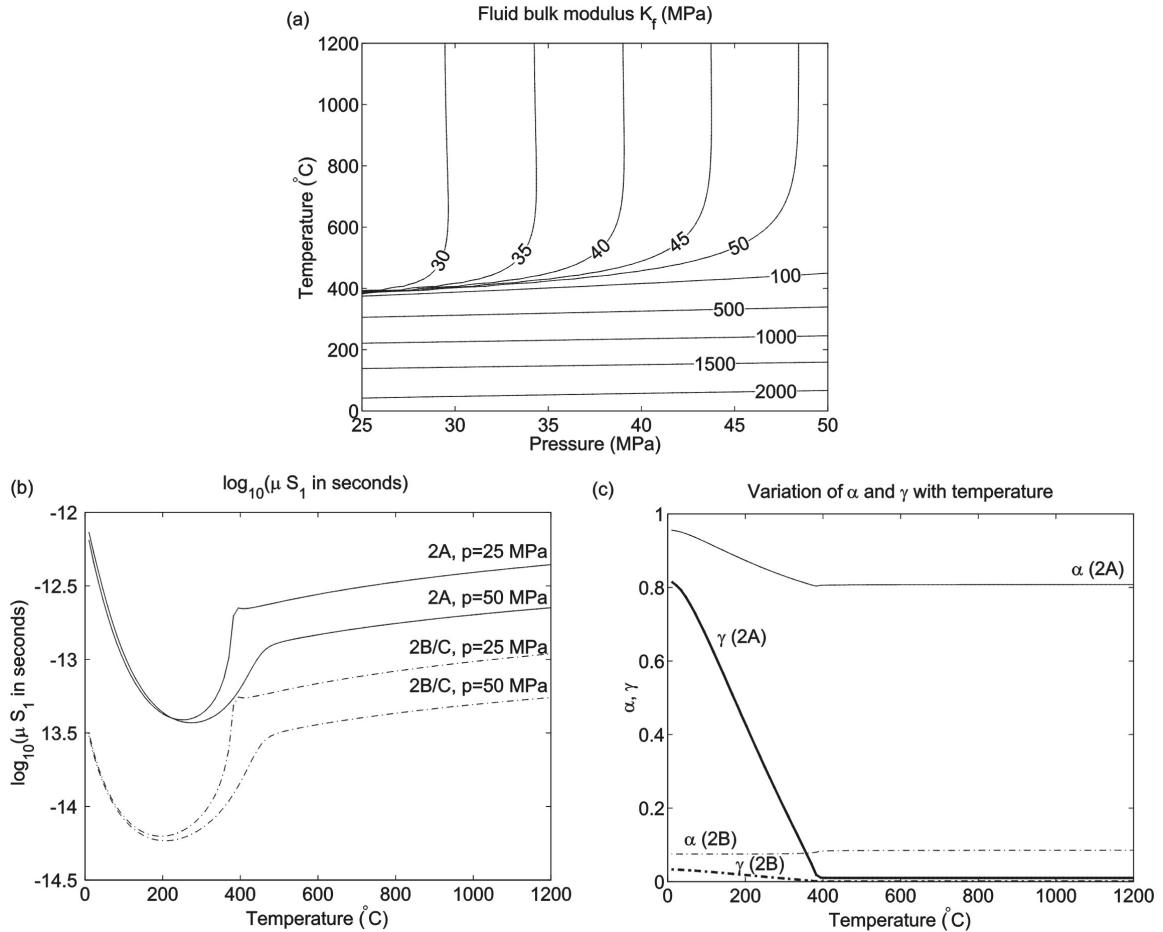 (a)
Fluid bulk modulus K_f (MPa)
1200
1000
800
600
400
200
0
Temperature (°C)
30
35
40
45
50
100
500
1000
1500
2000
25
30
35
40
45
50
Pressure (MPa)
(b)
log10(μ S1 in seconds)
-12
-12.5
-13
-13.5
-14
-14.5
log10(μ S1 in seconds)
2A, p=25 MPa
2A, p=50 MPa
2B/C, p=25 MPa
2B/C, p=50 MPa
0
200
400
600
800
1000
1200
Temperature (°C)
(c)
Variation of α and γ with temperature
1
0.8
0.6
0.4
0.2
0
α, γ
α (2A)
γ (2A)
α (2B)
γ (2B)
0
200
400
600
800
1000
1200
Temperature (°C)